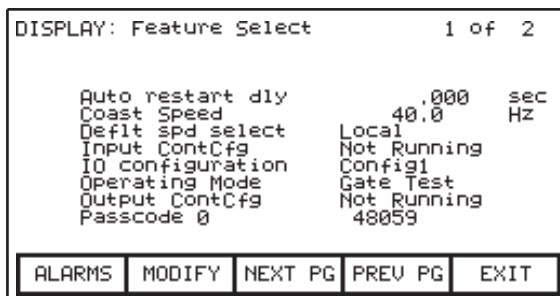 DISPLAY: Feature Select 1 of 2
Auto restart dly .000 sec
Coast Speed 40.0 Hz
Deflt spd select Local
Input ContCfg Not Running
IO configuration Config1
Operating Mode Gate Test
Output ContCfg Not Running
Passcode 0 48059
ALARMS MODIFY NEXT PG PREV PG EXIT